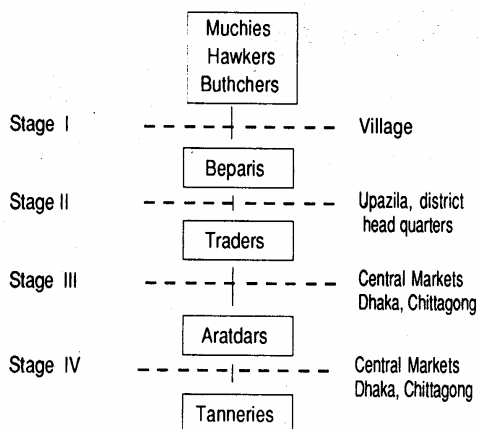 Muchies
Hawkers
Buthchers
Stage I
Village
Beparis
Stage II
Upazila, district
head quarters
Traders
Stage III
Central Markets
Dhaka, Chittagong
Aratdars
Stage IV
Central Markets
Dhaka, Chittagong
Tanneries